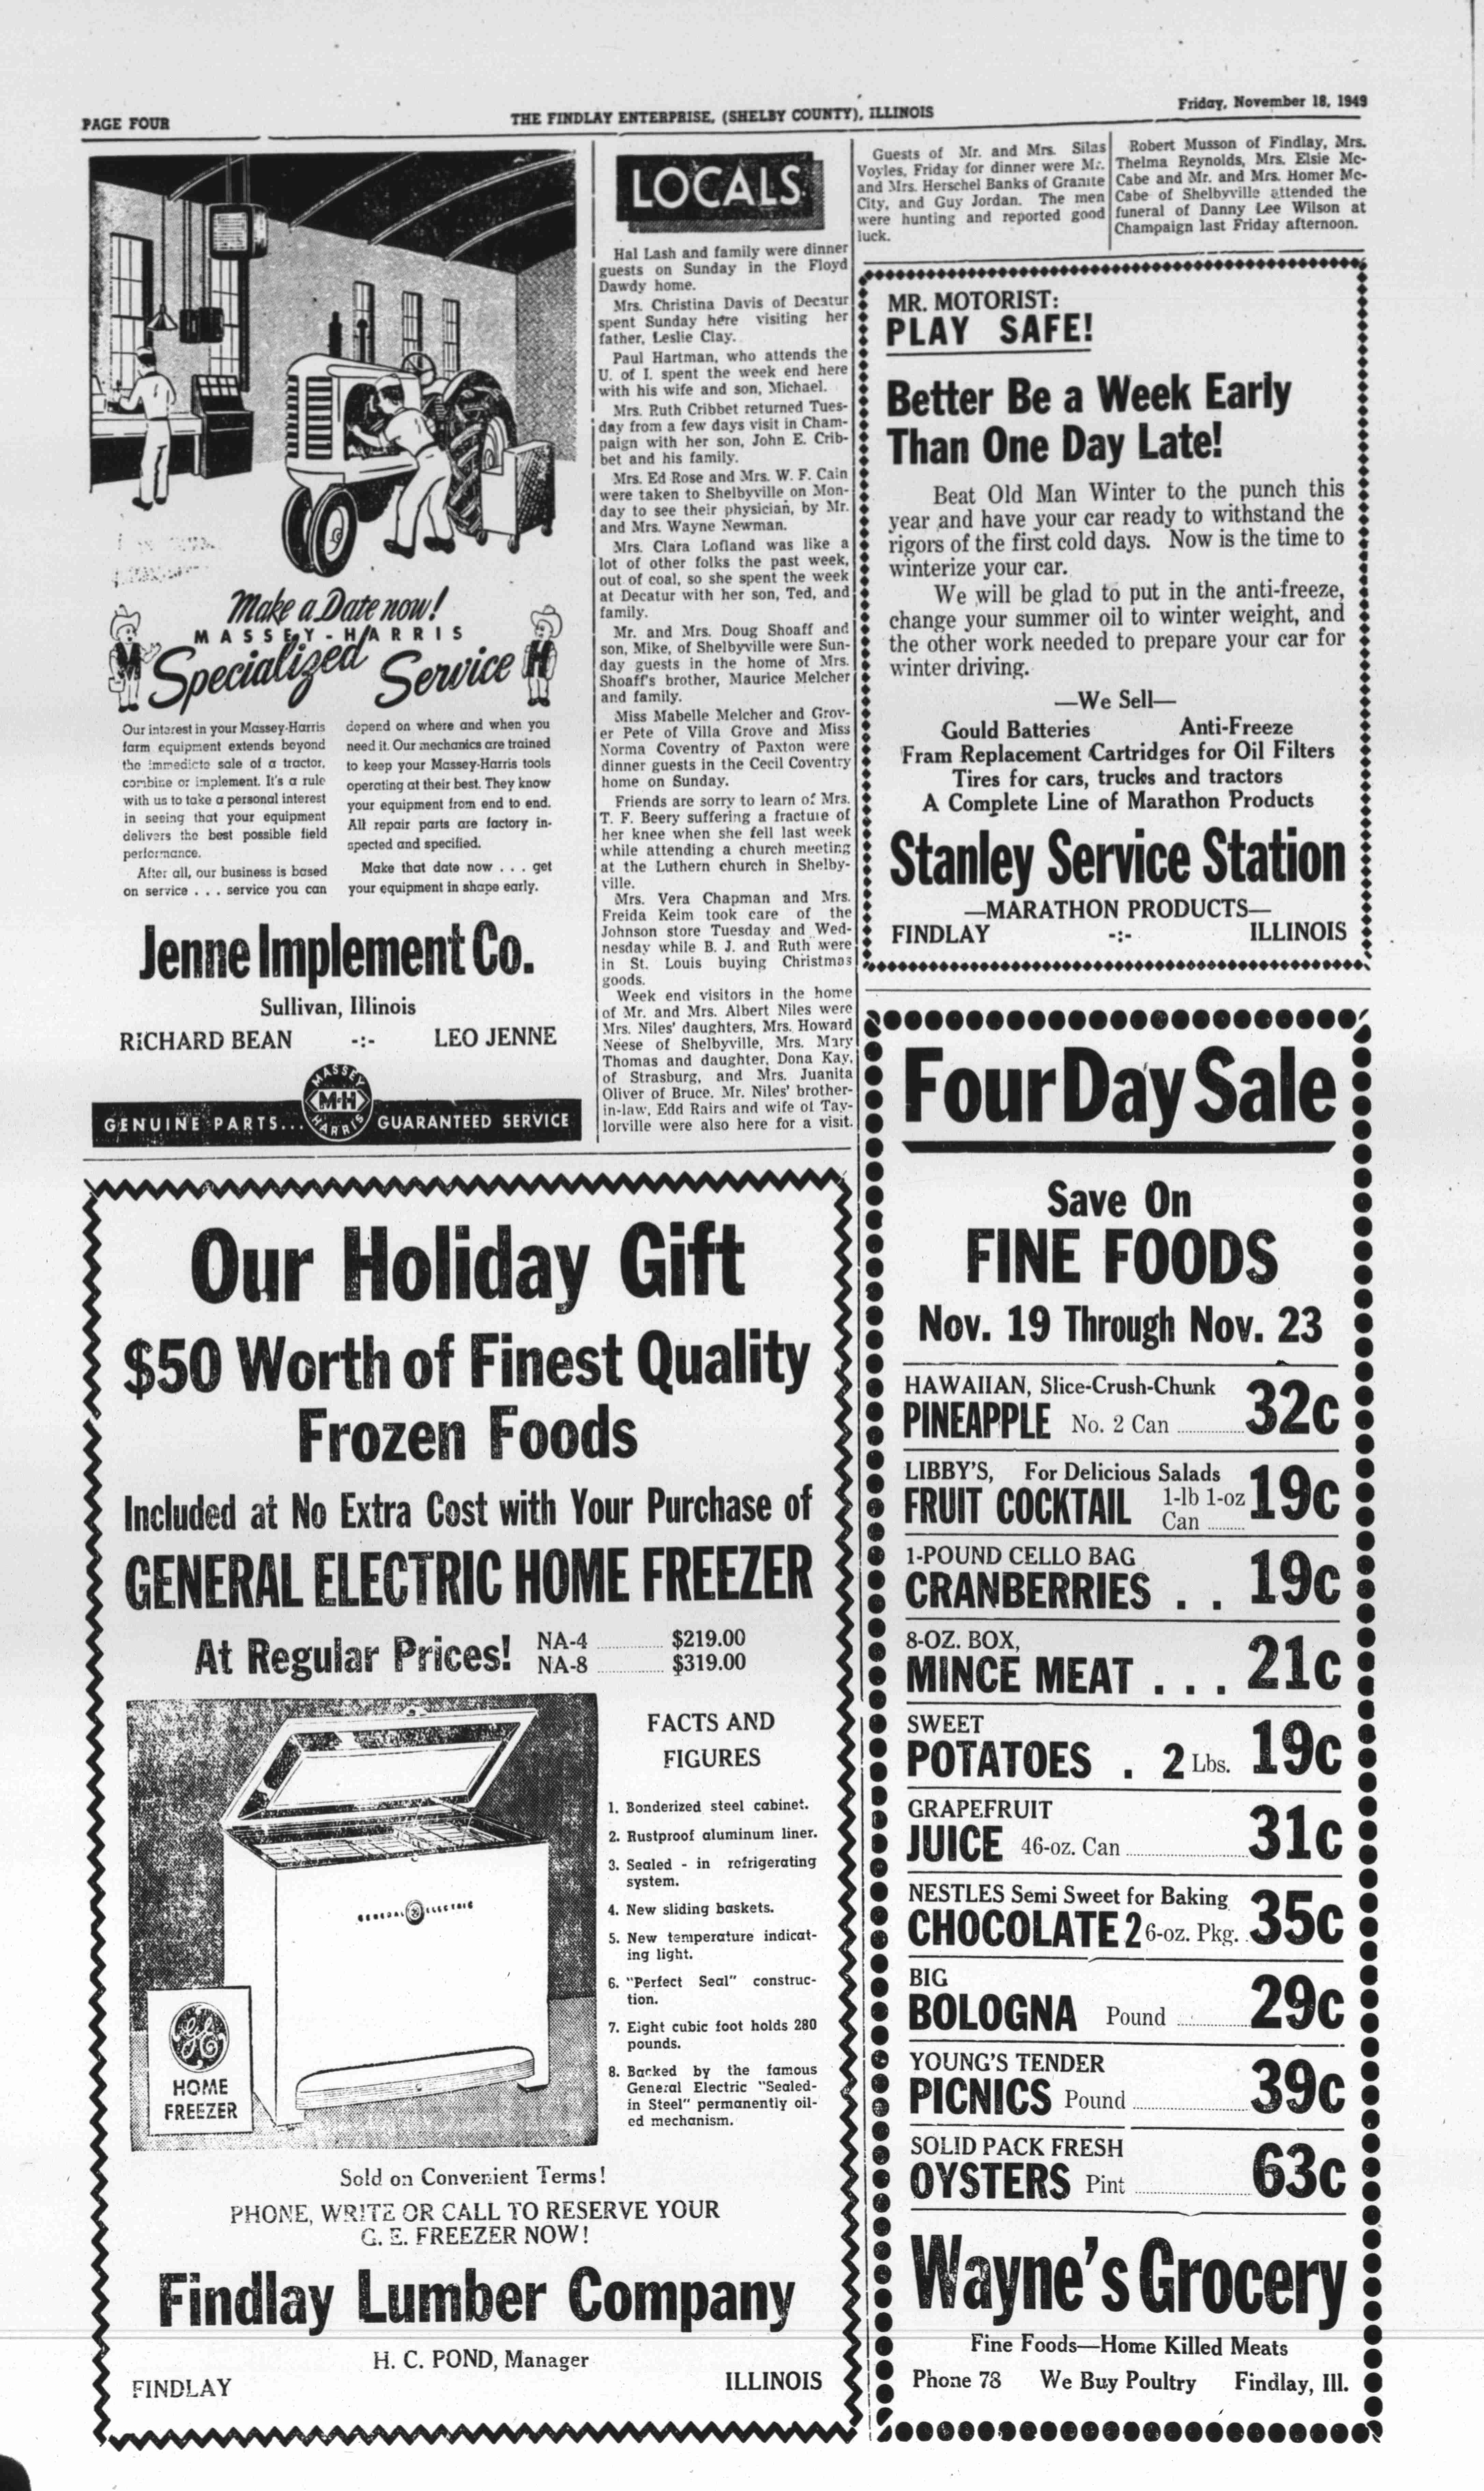 PAGE FOUR
THE FINDLAY ENTERPRISE, (SHELBY COUNTY), ILLINOIS
Friday, November 18, 1949
Make a Date now!
MASSEY-HARRIS
Specialized Service
Our interest in your Massey-Harris
farm equipment extends beyond
the immediate sale of a tractor,
combine or implement. It's a rule
with us to take a personal interest
in seeing that your equipment
delivers the best possible field
performance.
After all, our business is based
on service . . . service you can
depend on where and when you
need it. Our mechanics are trained
to keep your Massey-Harris tools
operating at their best. They know
your equipment from end to end.
All repair parts are factory in-
spected and specified.
Make that date now . . . get
your equipment in shape early.
Jenne Implement Co.
Sullivan, Illinois
RICHARD BEAN -:- LEO JENNE
MASSEY
M-H
HARRIS
GENUINE PARTS... GUARANTEED SERVICE
LOCALS
Hal Lash and family were dinner
guests on Sunday in the Floyd
Dawdy home.
Mrs. Christina Davis of Decatur
spent Sunday here visiting her
father, Leslie Clay.
Paul Hartman, who attends the
U. of I. spent the week end here
with his wife and son, Michael.
Mrs. Ruth Cribbet returned Tues-
day from a few days visit in Cham-
paign with her son, John E. Crib-
bet and his family.
Mrs. Ed Rose and Mrs. W. F. Cain
were taken to Shelbyville on Mon-
day to see their physician, by Mr.
and Mrs. Wayne Newman.
Mrs. Clara Lofland was like a
lot of other folks the past week,
out of coal, so she spent the week
at Decatur with her son, Ted, and
family.
Mr. and Mrs. Doug Shoaff and
son, Mike, of Shelbyville were Sun-
day guests in the home of Mrs.
Shoaff's brother, Maurice Melcher
and family.
Miss Mabelle Melcher and Grov-
er Pete of Villa Grove and Miss
Norma Coventry of Paxton were
dinner guests in the Cecil Coventry
home on Sunday.
Friends are sorry to learn of Mrs.
T. F. Beery suffering a fracture of
her knee when she fell last week
while attending a church meeting
at the Luthern church in Shelby-
ville.
Mrs. Vera Chapman and Mrs.
Freida Keim took care of the
Johnson store Tuesday and Wed-
nesday while B. J. and Ruth were
in St. Louis buying Christmas
goods.
Week end visitors in the home
of Mr. and Mrs. Albert Niles were
Mrs. Niles' daughters, Mrs. Howard
Neese of Shelbyville, Mrs. Mary
Thomas and daughter, Dona Kay,
of Strasburg, and Mrs. Juanita
Oliver of Bruce. Mr. Niles' brother-
in-law, Edd Rairs and wife of Tay-
lorville were also here for a visit.
Guests of Mr. and Mrs. Silas
Voyles, Friday for dinner were Mr.
and Mrs. Herschel Banks of Granite
City, and Guy Jordan. The men
were hunting and reported good
luck.
Robert Musson of Findlay, Mrs.
Thelma Reynolds, Mrs. Elsie Mc-
Cabe and Mr. and Mrs. Homer Mc-
Cabe of Shelbyville attended the
funeral of Danny Lee Wilson at
Champaign last Friday afternoon.
MR. MOTORIST:
PLAY SAFE!
Better Be a Week Early
Than One Day Late!
Beat Old Man Winter to the punch this
year and have your car ready to withstand the
rigors of the first cold days. Now is the time to
winterize your car.
We will be glad to put in the anti-freeze,
change your summer oil to winter weight, and
the other work needed to prepare your car for
winter driving.
—We Sell—
Gould Batteries Anti-Freeze
Fram Replacement Cartridges for Oil Filters
Tires for cars, trucks and tractors
A Complete Line of Marathon Products
Stanley Service Station
—MARATHON PRODUCTS—
FINDLAY -:- ILLINOIS
Our Holiday Gift
$50 Worth of Finest Quality
Frozen Foods
Included at No Extra Cost with Your Purchase of
GENERAL ELECTRIC HOME FREEZER
At Regular Prices!
NA-4 ........ $219.00
NA-8 ........ $319.00
GENERAL GE ELECTRIC
GE
HOME
FREEZER
FACTS AND
FIGURES
1. Bonderized steel cabinet.
2. Rustproof aluminum liner.
3. Sealed - in refrigerating
system.
4. New sliding baskets.
5. New temperature indicat-
ing light.
6. "Perfect Seal" construc-
tion.
7. Eight cubic foot holds 280
pounds.
8. Backed by the famous
General Electric "Sealed-
in Steel" permanently oil-
ed mechanism.
Sold on Convenient Terms!
PHONE, WRITE OR CALL TO RESERVE YOUR
G. E. FREEZER NOW!
Findlay Lumber Company
H. C. POND, Manager
FINDLAY ILLINOIS
Four Day Sale
Save On
FINE FOODS
Nov. 19 Through Nov. 23
HAWAIIAN, Slice-Crush-Chunk
PINEAPPLE No. 2 Can ........ 32c
LIBBY'S, For Delicious Salads
FRUIT COCKTAIL 1-lb 1-oz Can ........ 19c
1-POUND CELLO BAG
CRANBERRIES . . 19c
8-OZ. BOX,
MINCE MEAT . . . 21c
SWEET
POTATOES . 2 Lbs. 19c
GRAPEFRUIT
JUICE 46-oz. Can ........ 31c
NESTLES Semi Sweet for Baking
CHOCOLATE 2 6-oz. Pkg. 35c
BIG
BOLOGNA Pound ........ 29c
YOUNG'S TENDER
PICNICS Pound ........ 39c
SOLID PACK FRESH
OYSTERS Pint ........ 63c
Wayne's Grocery
Fine Foods—Home Killed Meats
Phone 73 We Buy Poultry Findlay, Ill.